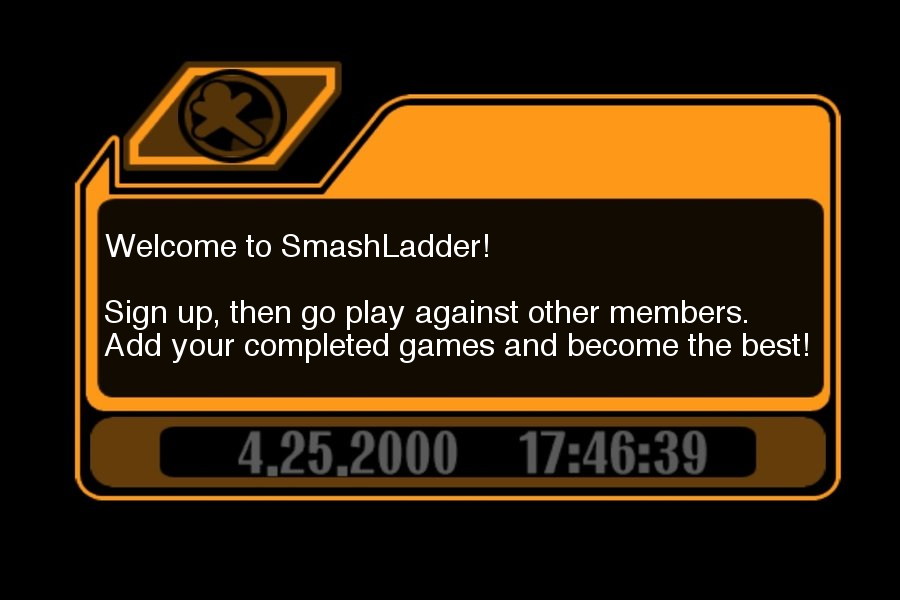 Welcome to SmashLadder!
Sign up, then go play against other members.
Add your completed games and become the best!
4.25.2000 17:46:39